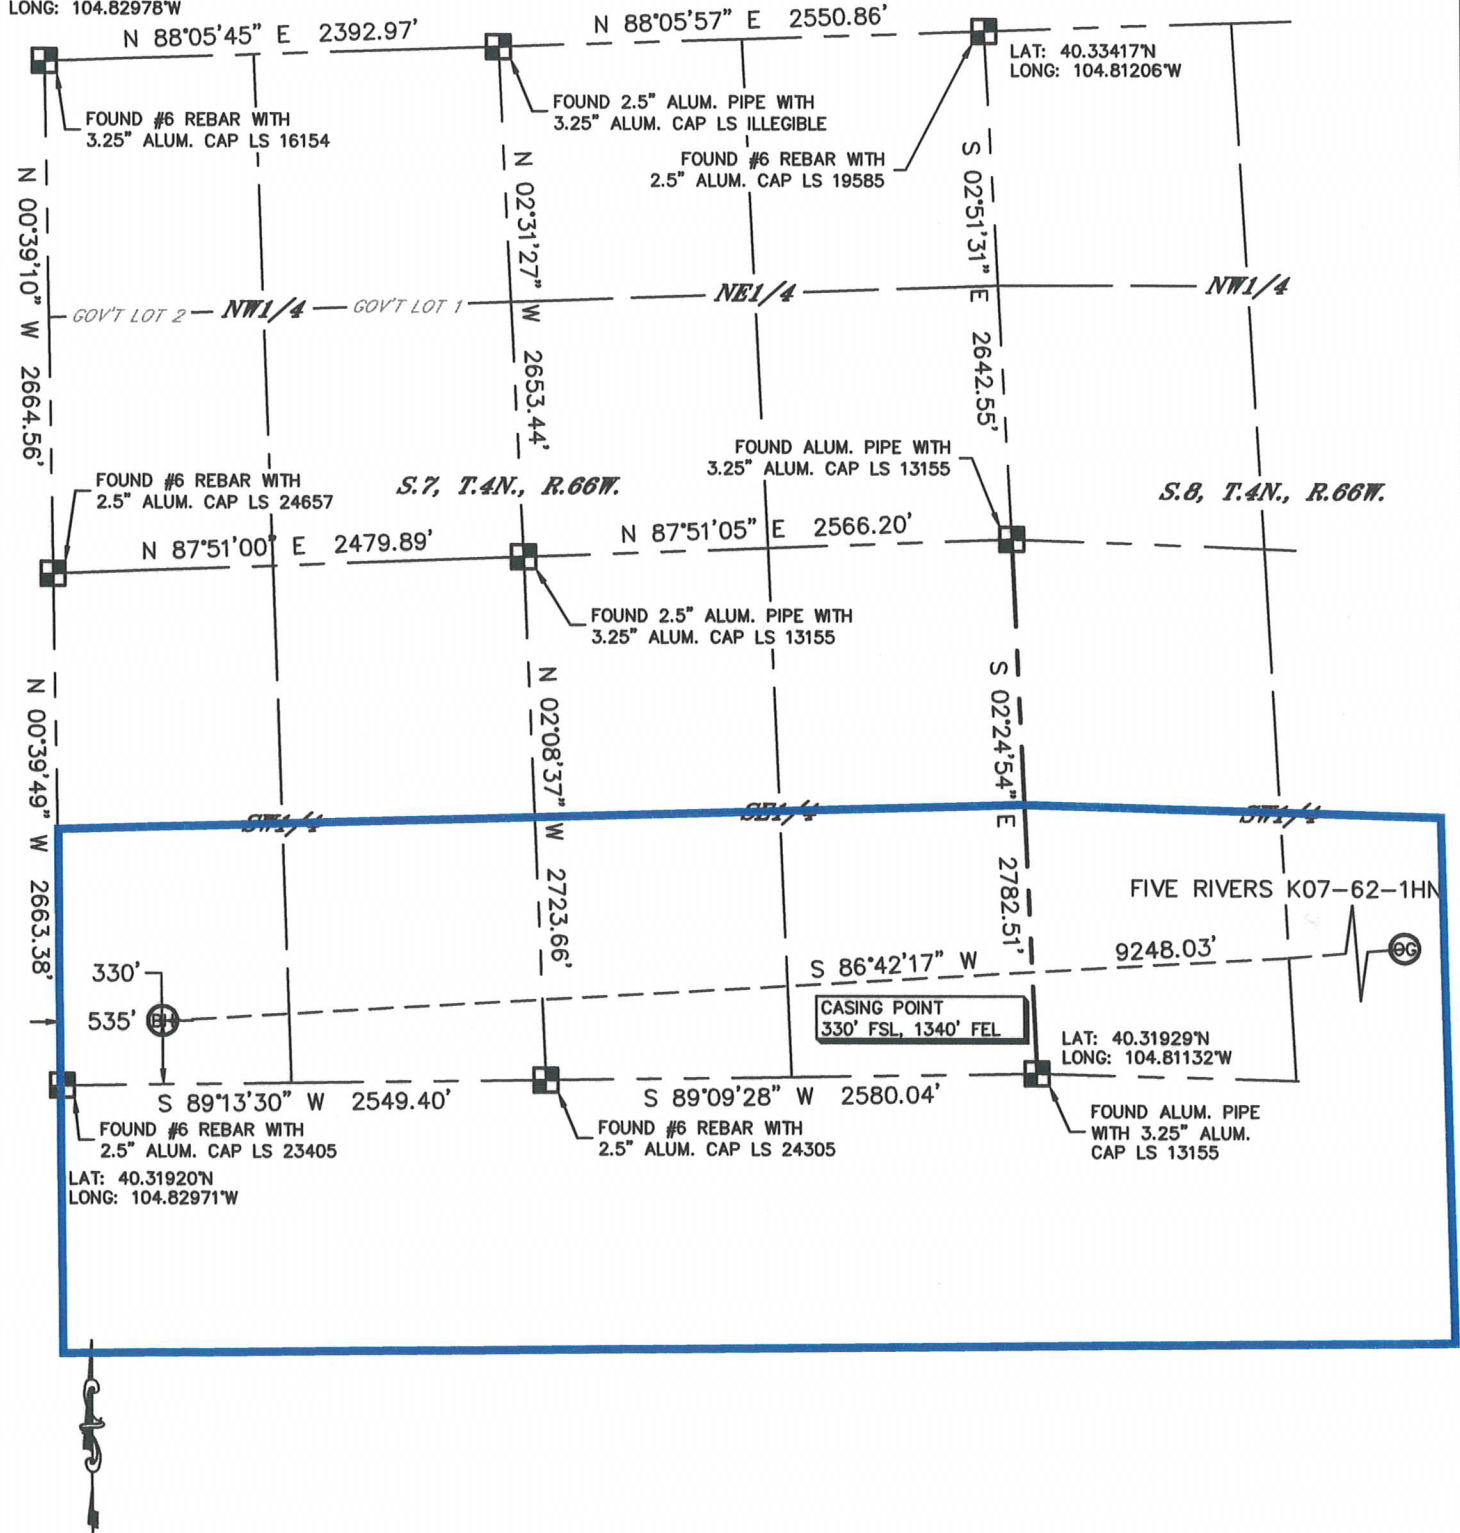 LONG: 104.82978°W
N 88°05'45" E 2392.97'
N 88°05'57" E 2550.86'
LAT: 40.33417°N
LONG: 104.81206°W
FOUND #6 REBAR WITH
3.25" ALUM. CAP LS 16154
FOUND 2.5" ALUM. PIPE WITH
3.25" ALUM. CAP LS ILLEGIBLE
FOUND #6 REBAR WITH
2.5" ALUM. CAP LS 19585
N 00°39'10" W 2664.56'
N 02°31'27" W 2653.44'
S 02°51'31" E 2642.55'
GOV'T LOT 2
NW1/4
GOV'T LOT 1
NE1/4
NW1/4
FOUND #6 REBAR WITH
2.5" ALUM. CAP LS 24657
S.7, T.4N., R.66W.
FOUND ALUM. PIPE WITH
3.25" ALUM. CAP LS 13155
S.8, T.4N., R.66W.
N 87°51'00" E 2479.89'
N 87°51'05" E 2566.20'
FOUND 2.5" ALUM. PIPE WITH
3.25" ALUM. CAP LS 13155
N 00°39'49" W 2663.38'
N 02°08'37" W 2723.66'
S 02°24'54" E 2782.51'
SW1/4
SE1/4
SW1/4
FIVE RIVERS K07-62-1HN
330'
535'
BH
S 86°42'17" W 9248.03'
OG
CASING POINT
330' FSL, 1340' FEL
LAT: 40.31929°N
LONG: 104.81132°W
S 89°13'30" W 2549.40'
S 89°09'28" W 2580.04'
FOUND #6 REBAR WITH
2.5" ALUM. CAP LS 23405
FOUND #6 REBAR WITH
2.5" ALUM. CAP LS 24305
FOUND ALUM. PIPE
WITH 3.25" ALUM.
CAP LS 13155
LAT: 40.31920°N
LONG: 104.82971°W